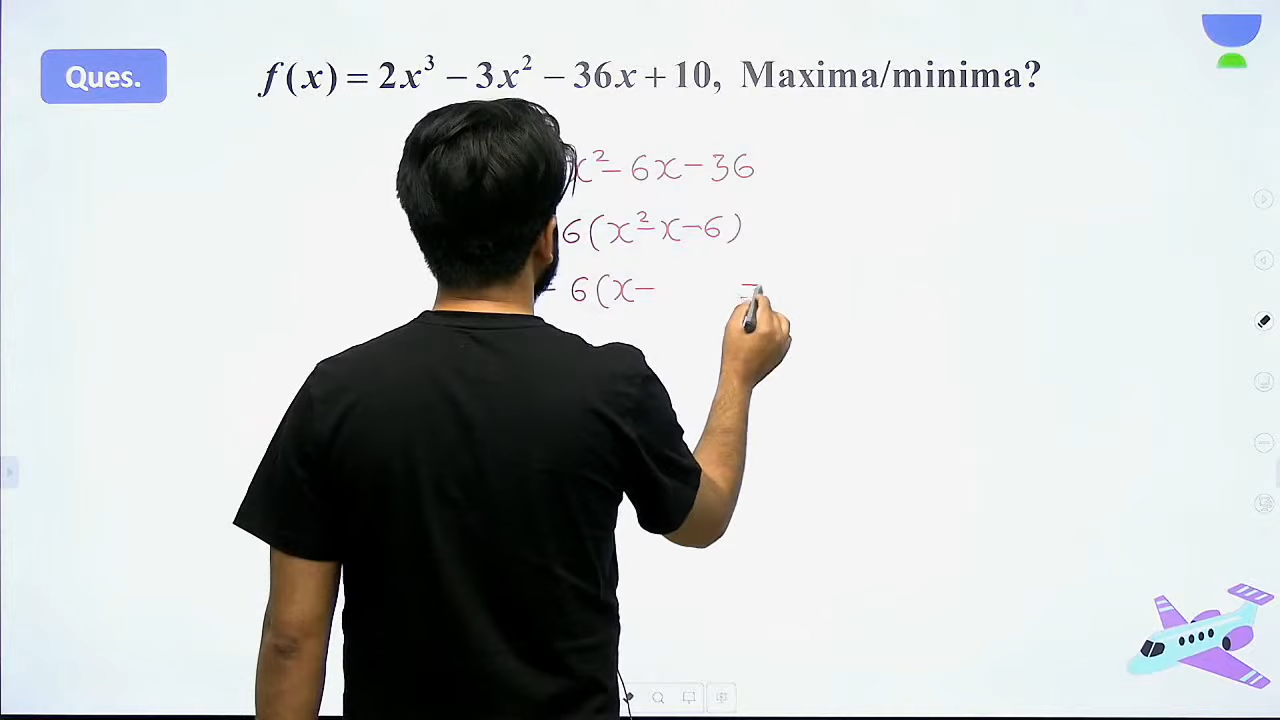 Ques.
f(x) = 2x³ − 3x² − 36x + 10, Maxima/minima?
x² − 6x − 36
6(x² − x − 6)
6(x −